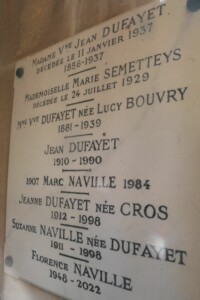 MADAME Vve JEAN DUFAYET
DÉCÉDÉE LE 11 JANVIER 1937
1856-1937
MADEMOISELLE MARIE SEMETTEYS
DÉCÉDÉE LE 24 JUILLET 1929
Mme Vve DUFAYET NÉE LUCY BOUVRY
1881-1939
JEAN DUFAYET
1910-1990
1907 MARC NAVILLE 1984
JEANNE DUFAYET NÉE CROS
1912-1998
SUZANNE NAVILLE NÉE DUFAYET
1911-1998
FLORENCE NAVILLE
1948-2022